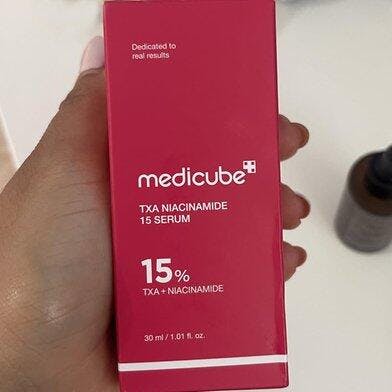 Dedicated to
real results
medicube
TXA NIACINAMIDE
15 SERUM
15%
TXA + NIACINAMIDE
30 ml / 1.01 fl. oz.